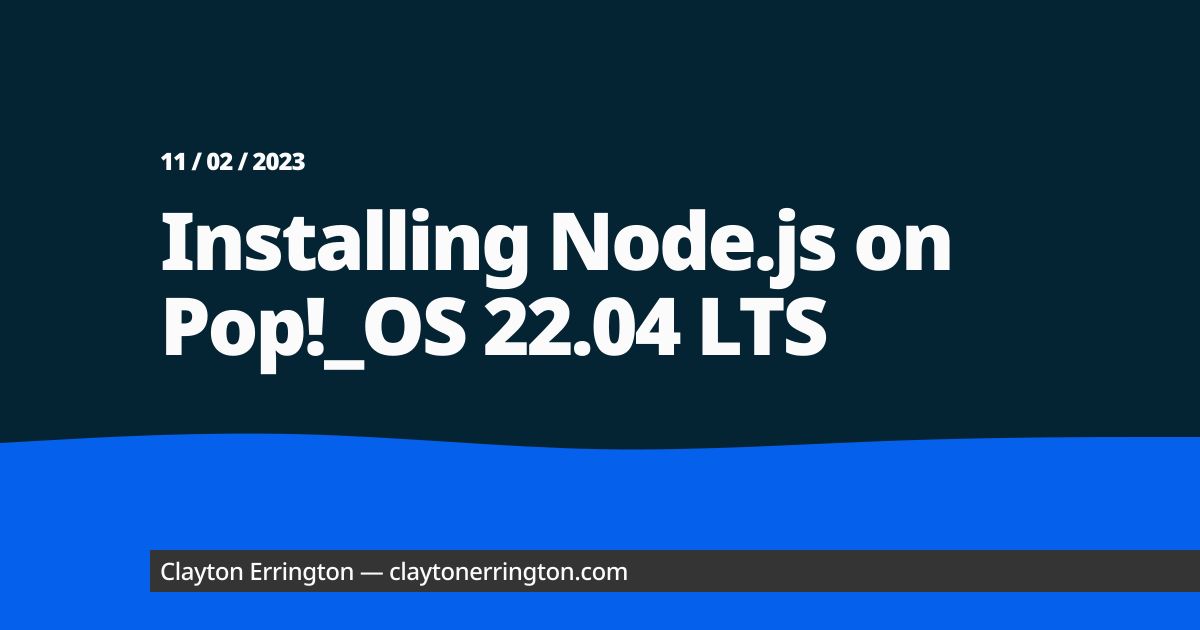 11 / 02 / 2023
Installing Node.js on
Pop!_OS 22.04 LTS
Clayton Errington — claytonerrington.com